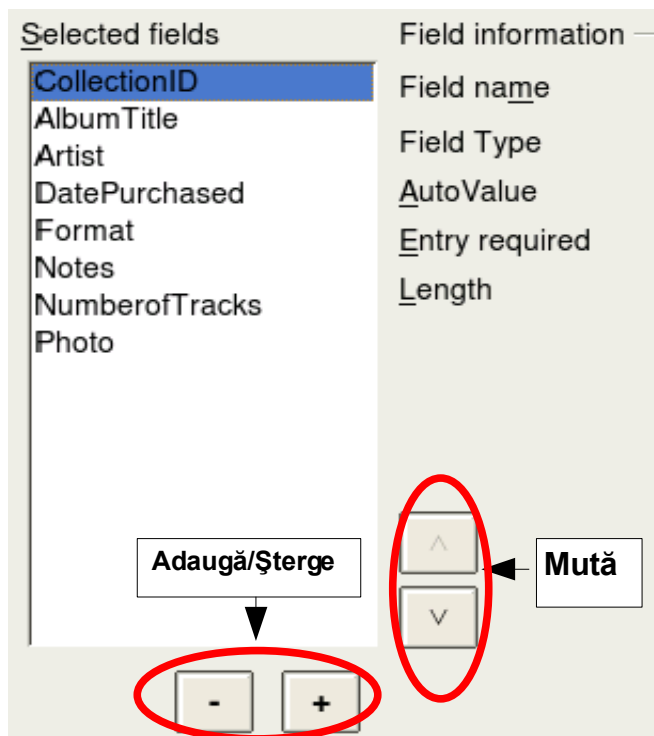 Selected fields
CollectionID
AlbumTitle
Artist
DatePurchased
Format
Notes
NumberofTracks
Photo
Field information
Field name
Field Type
AutoValue
Entry required
Length
Adaugă/Şterge
Mută
^
v
- +